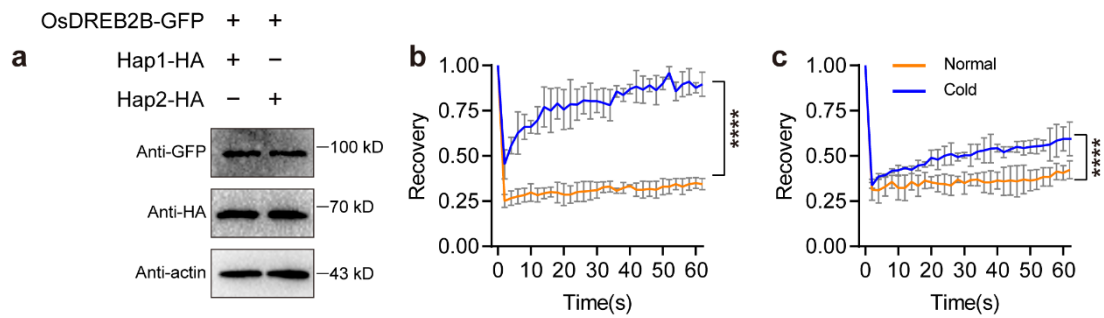 OsDREB2B-GFP + +
a Hap1-HA + −
Hap2-HA − +
Anti-GFP −100 kD
Anti-HA −70 kD
Anti-actin −43 kD
b
1.00
0.75
0.50
0.25
0.00
Recovery
0 10 20 30 40 50 60
Time(s)
****
c
Normal
Cold
1.00
0.75
0.50
0.25
0.00
Recovery
0 10 20 30 40 50 60
Time(s)
****